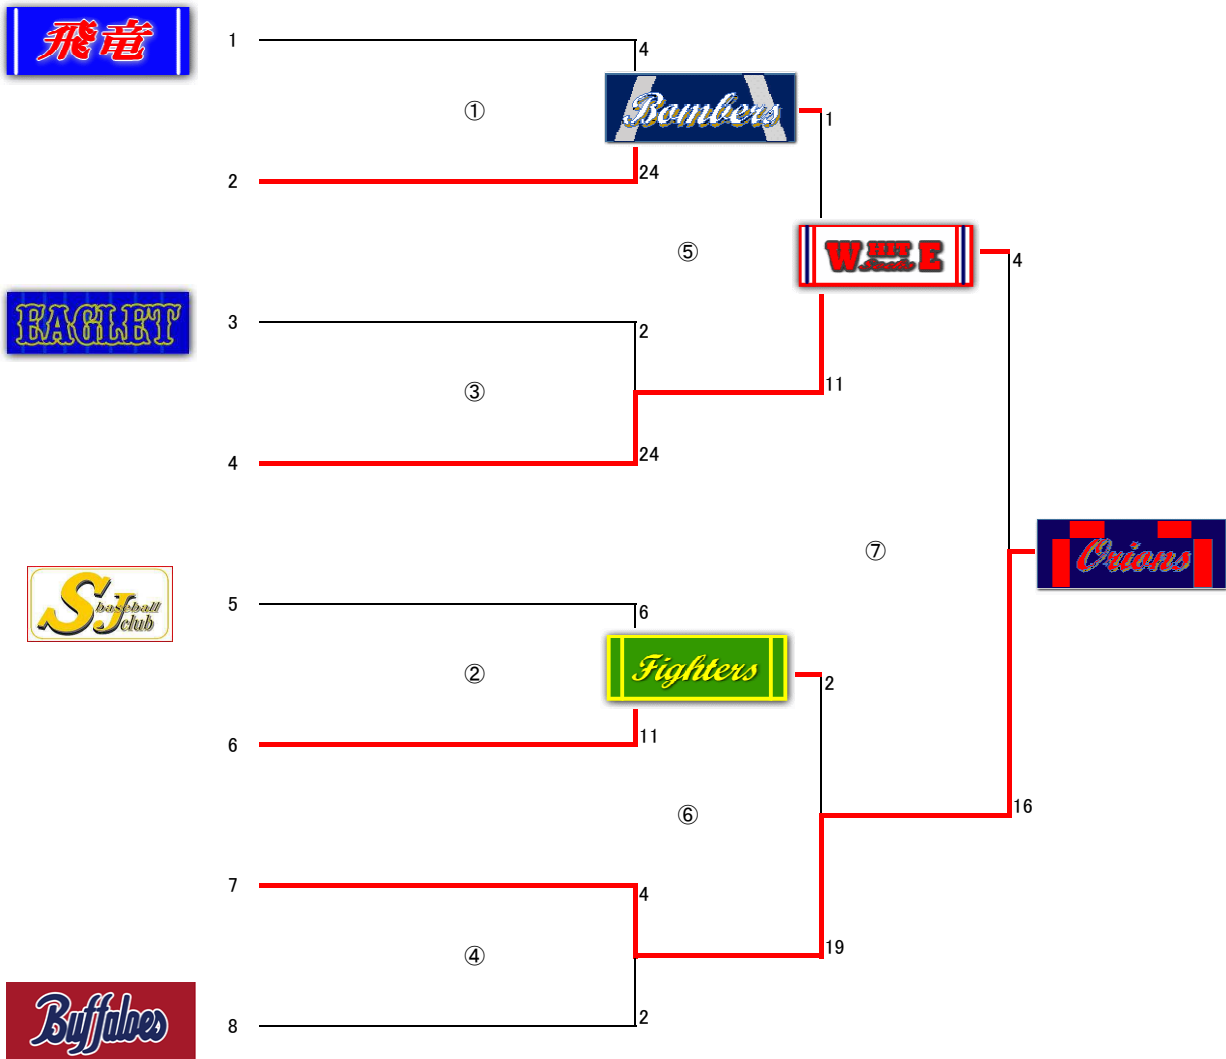 飛竜
1
4
①
Bombers
1
2
24
⑤
WHITE
Socks
4
EAGLET
3
2
③
11
4
24
⑦
Orions
SJ
baseball
club
5
6
②
Fighters
2
6
11
⑥
16
7
4
④
19
Buffaloes
8
2